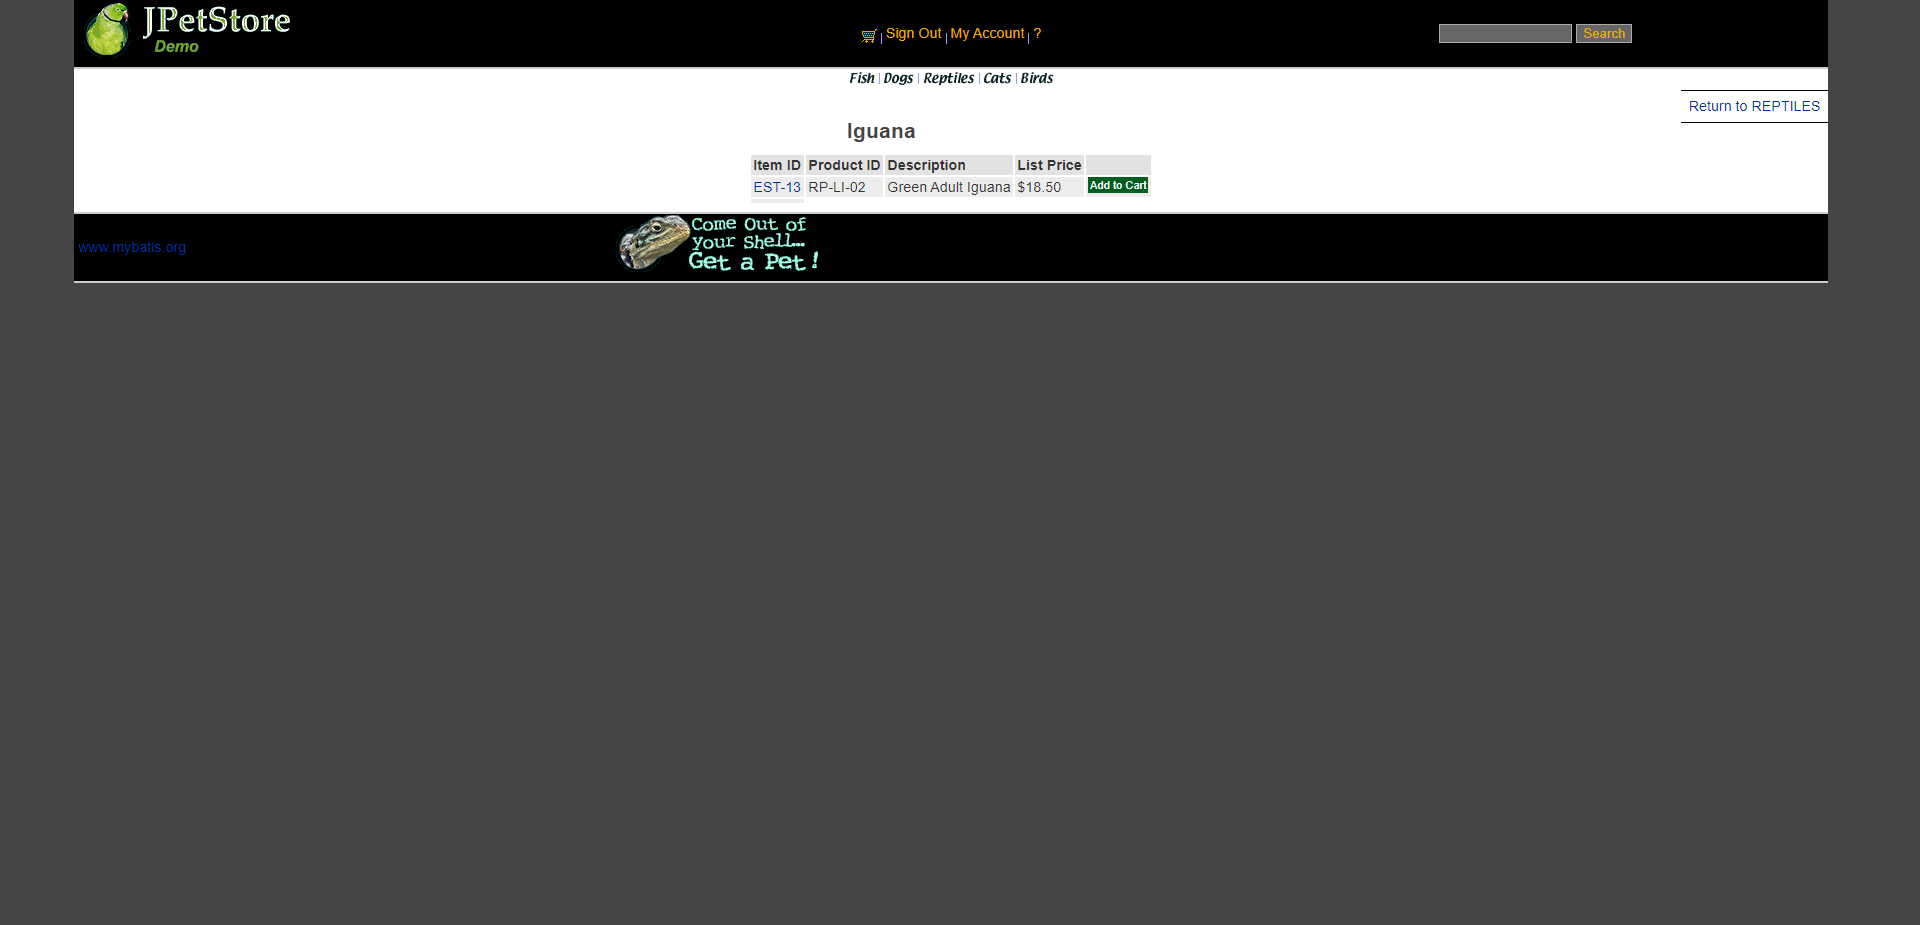 JPetStore
Demo
Sign Out My Account ?
Search
Fish Dogs Reptiles Cats Birds
Return to REPTILES
Iguana
Item ID Product ID Description List Price
EST-13 RP-LI-02 Green Adult Iguana $18.50 Add to Cart
www.mybatis.org
Come Out of
your Shell...
Get a Pet!